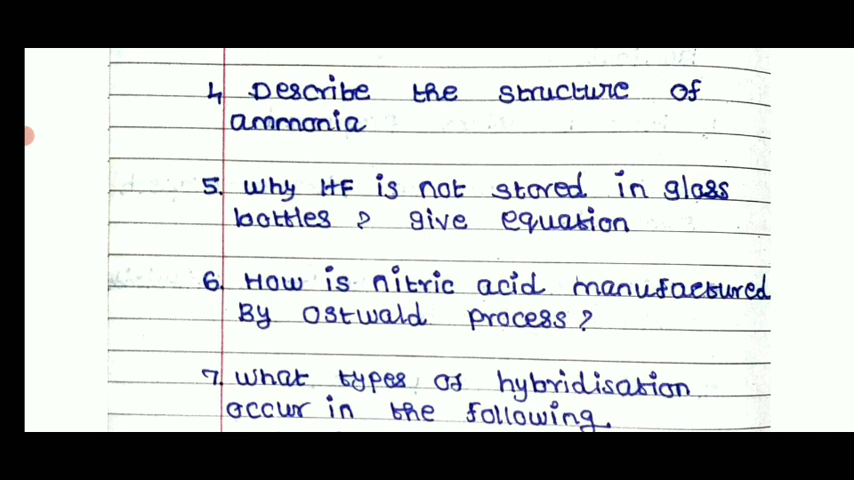 4 Describe the structure of
ammonia
5. Why HF is not stored in glass
bottles ? give equation
6. How is nitric acid manufactured
By Ostwald process ?
7. What types of hybridisation
occur in the following.